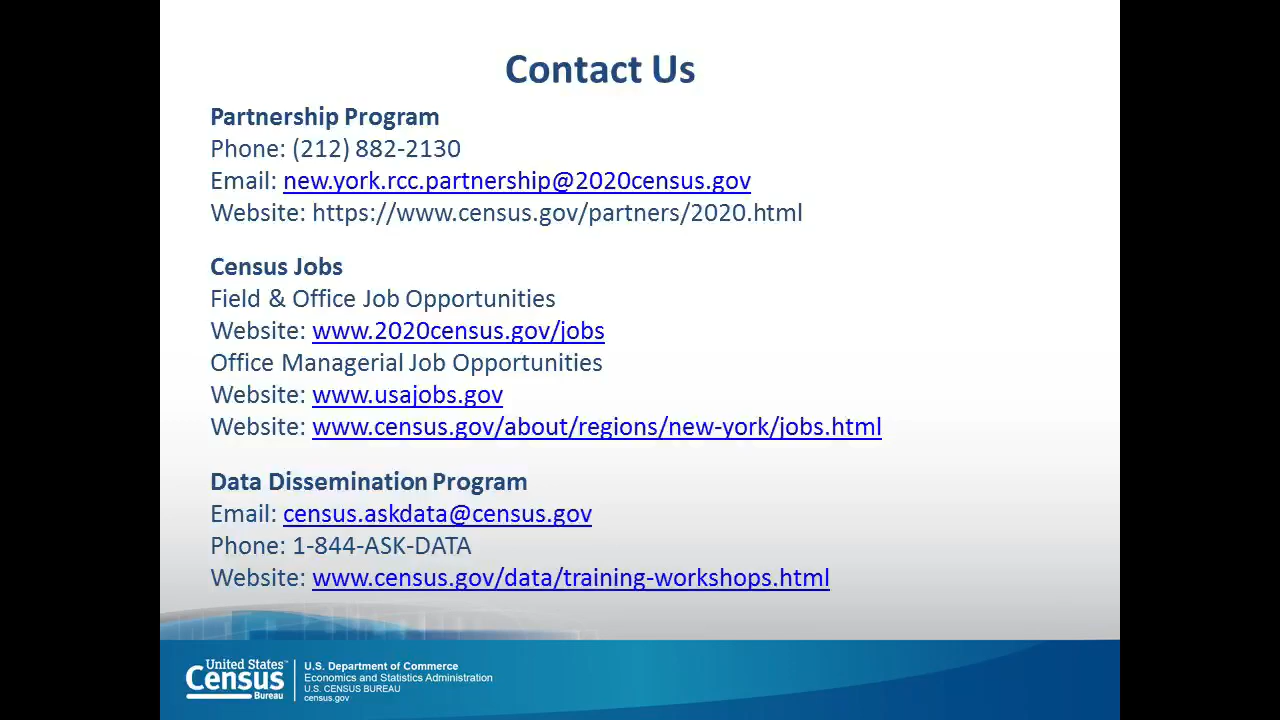 Contact Us
Partnership Program
Phone: (212) 882-2130
Email: new.york.rcc.partnership@2020census.gov
Website: https://www.census.gov/partners/2020.html
Census Jobs
Field & Office Job Opportunities
Website: www.2020census.gov/jobs
Office Managerial Job Opportunities
Website: www.usajobs.gov
Website: www.census.gov/about/regions/new-york/jobs.html
Data Dissemination Program
Email: census.askdata@census.gov
Phone: 1-844-ASK-DATA
Website: www.census.gov/data/training-workshops.html
United States™
Census
Bureau
U.S. Department of Commerce
Economics and Statistics Administration
U.S. CENSUS BUREAU
census.gov